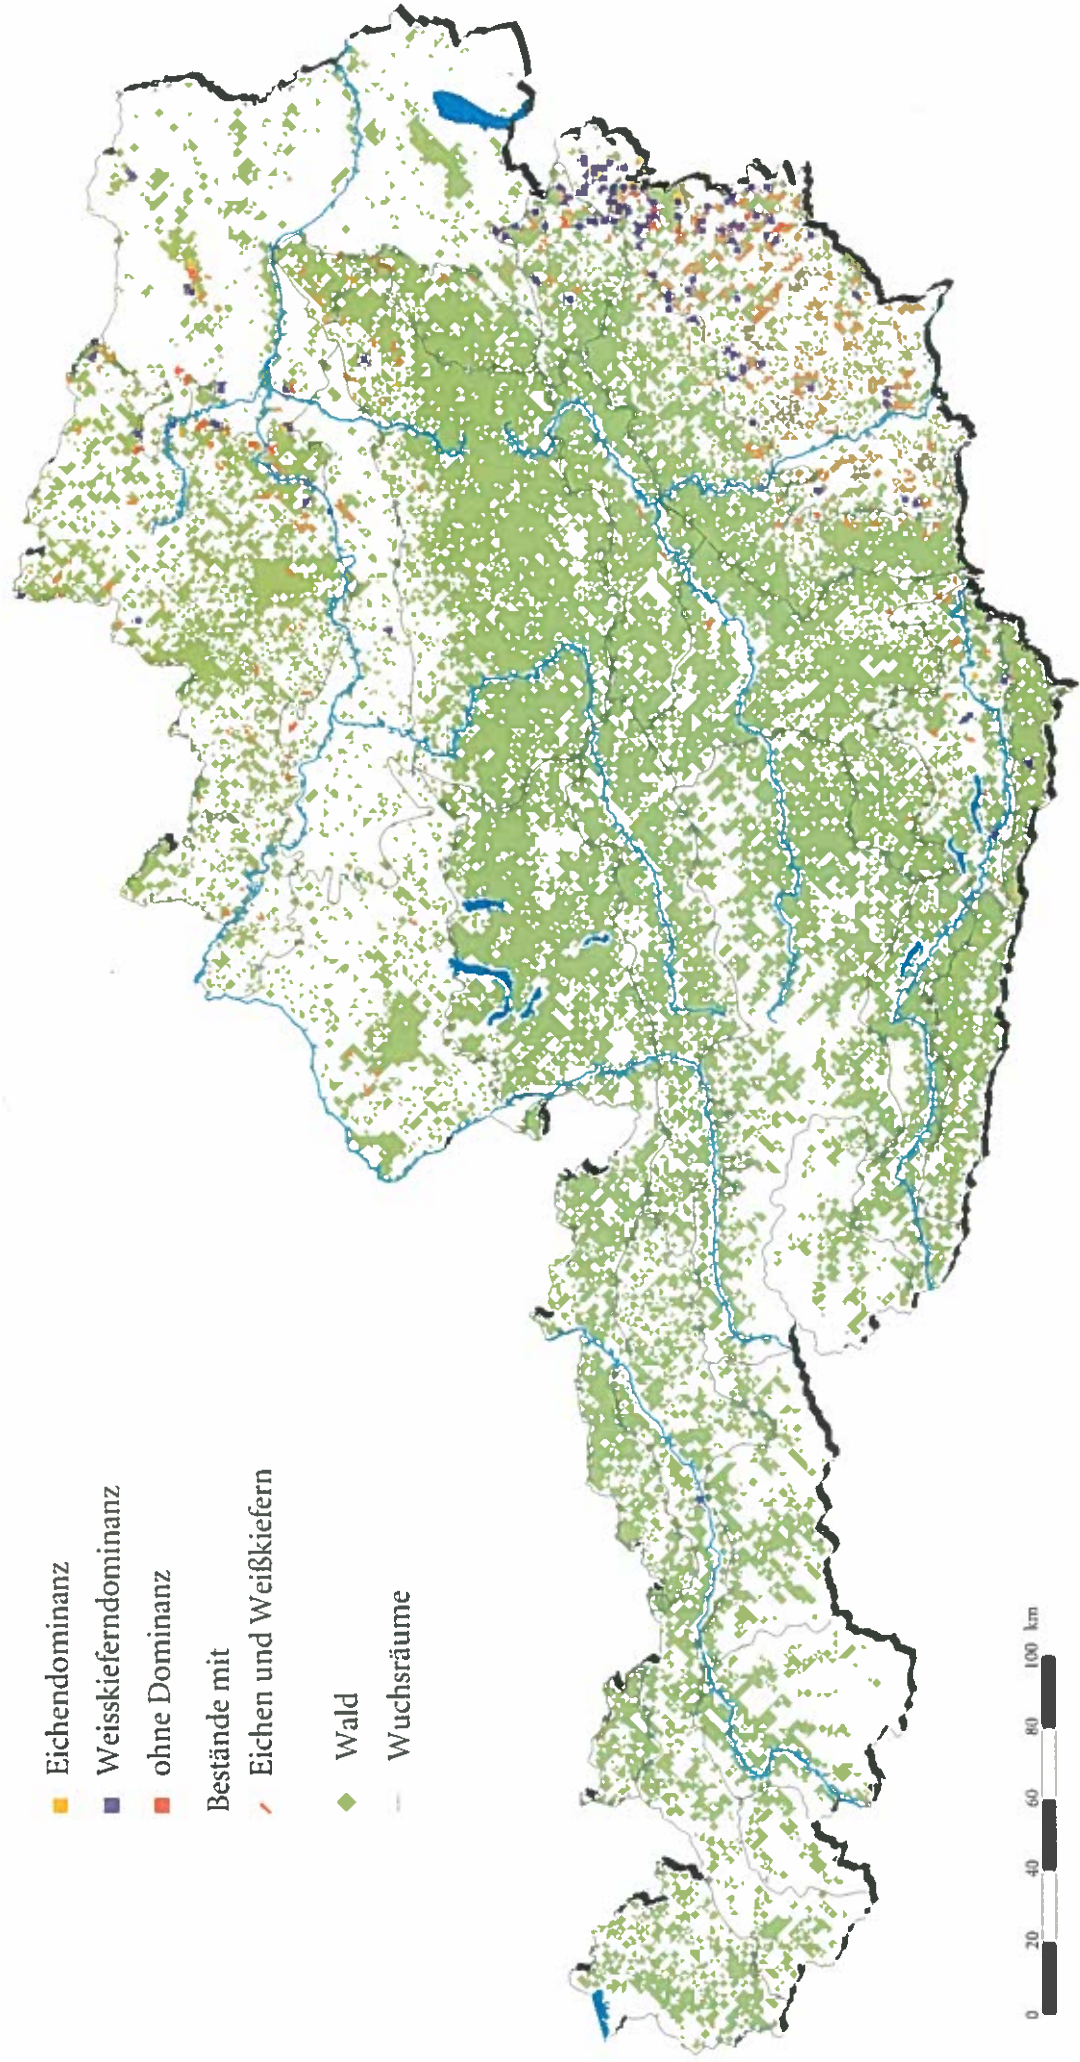 Eichendominanz
Weisskieferndominanz
ohne Dominanz
Bestände mit
Eichen und Weißkiefern
Wald
Wuchsräume
0 20 40 60 80 100 km